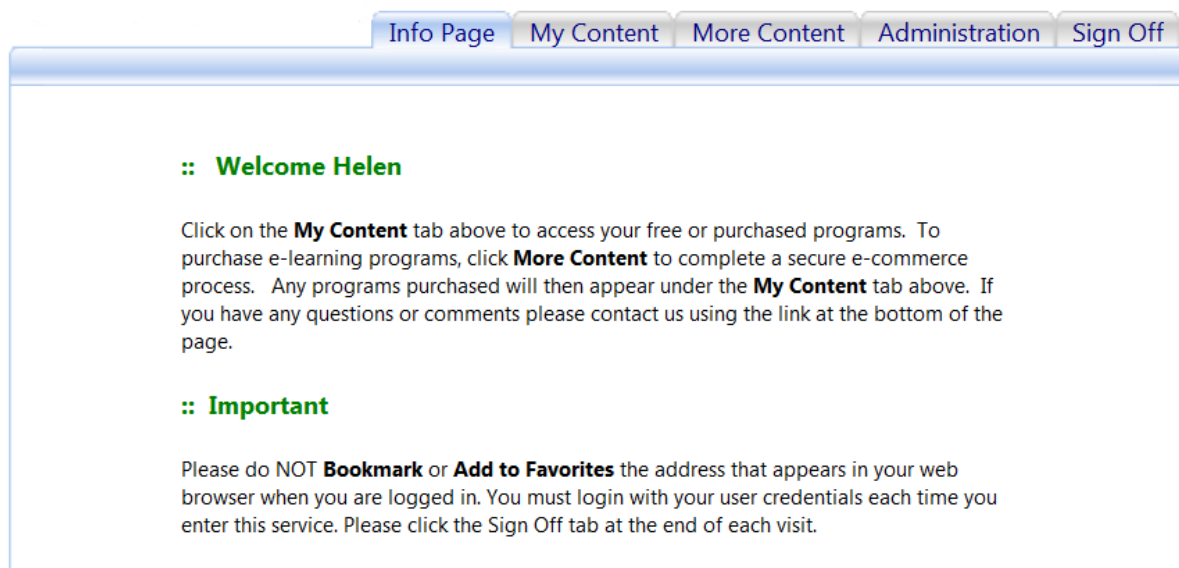 Info Page My Content More Content Administration Sign Off
:: Welcome Helen
Click on the My Content tab above to access your free or purchased programs. To
purchase e-learning programs, click More Content to complete a secure e-commerce
process. Any programs purchased will then appear under the My Content tab above. If
you have any questions or comments please contact us using the link at the bottom of the
page.
:: Important
Please do NOT Bookmark or Add to Favorites the address that appears in your web
browser when you are logged in. You must login with your user credentials each time you
enter this service. Please click the Sign Off tab at the end of each visit.